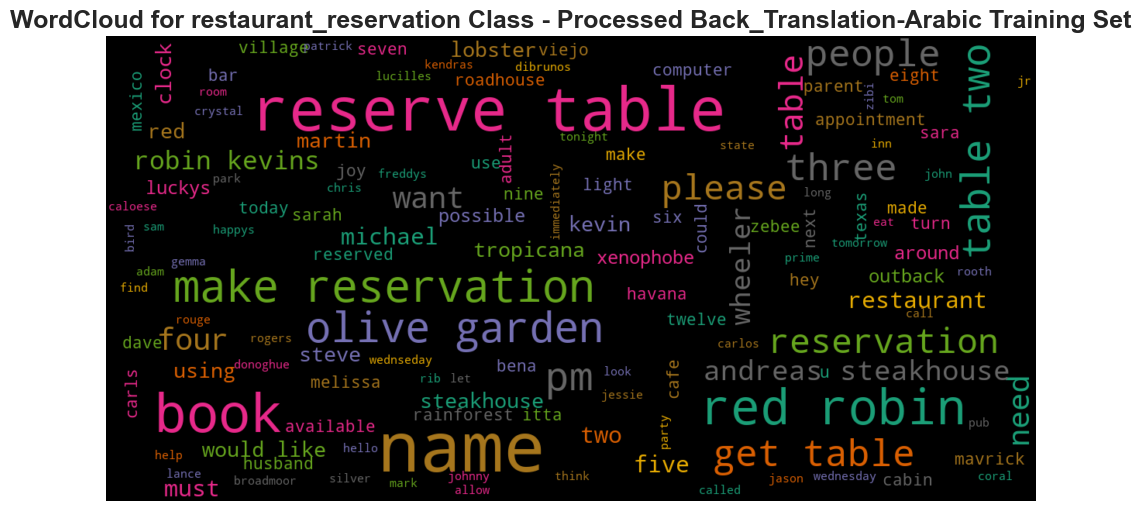 WordCloud for restaurant_reservation Class - Processed Back_Translation-Arabic Training Set
village
patrick
seven
lobster
viejo
people
table two
clock
mexico
bar
room
crystal
lucilles
kendras
dibrunos
roadhouse
computer
table
parent
eight
zibi
tom
jr
reserve table
red
martin
tonight
make
state
appointment
inn
sara
robin kevins
park
joy
use
adult
immediately
light
please
three
long
john
luckys
chris
freddys
want
nine
possible
kevin
six
could
wheeler
zebee
next
texas
made
eat
turn
caloese
today
sarah
bird
sam
happys
michael
reserved
tropicana
xenophobe
prime
tomorrow
around
rooth
gemma
adam
find
make reservation
havana
hey
outback
restaurant
call
rouge
rogers
olive garden
twelve
carlos
reservation
dave
four
steve
wednseday
donoghue
using
melissa
rib
let
bena
look
pm
jessie
cafe
andreas
u
steakhouse
carls
book
available
steakhouse
rainforest
itta
red robin
need
pub
would like
hello
name
two
party
get table
mavrick
help
husband
lance
broadmoor
silver
mark
johnny
allow
think
five
called
jason
wednesday
cabin
coral
must